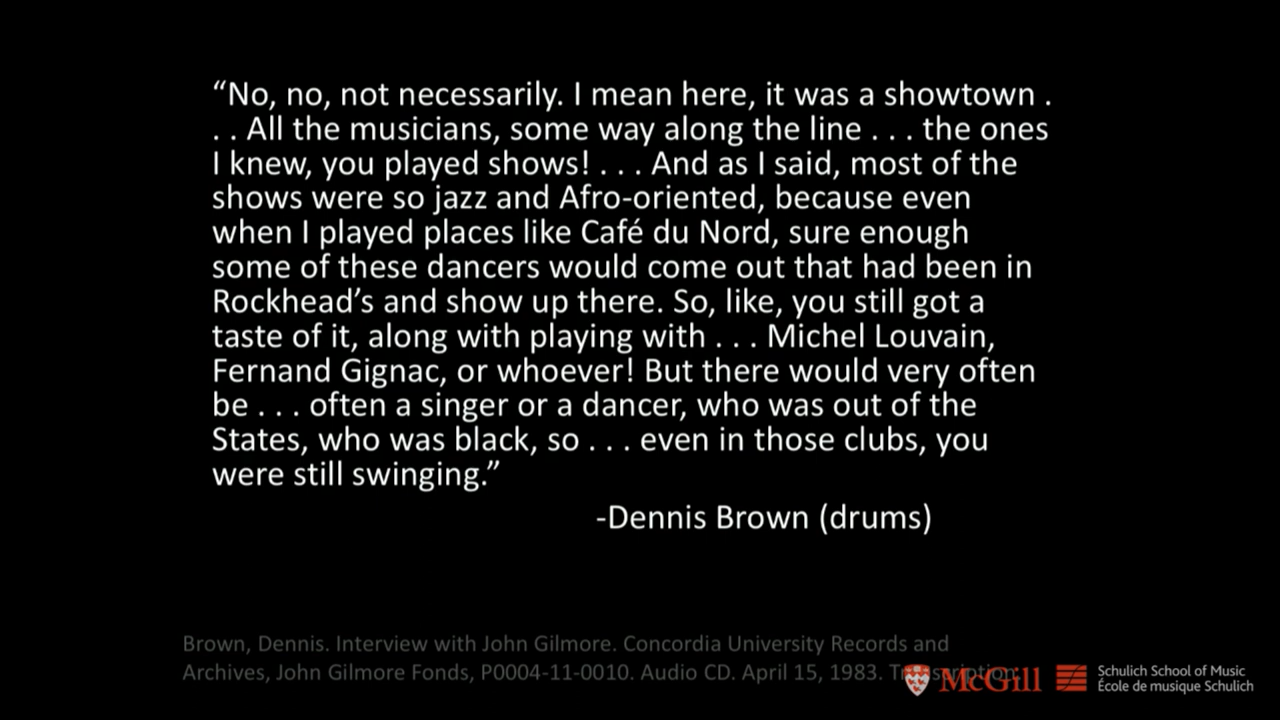 “No, no, not necessarily. I mean here, it was a showtown .
. . All the musicians, some way along the line . . . the ones
I knew, you played shows! . . . And as I said, most of the
shows were so jazz and Afro-oriented, because even
when I played places like Café du Nord, sure enough
some of these dancers would come out that had been in
Rockhead’s and show up there. So, like, you still got a
taste of it, along with playing with . . . Michel Louvain,
Fernand Gignac, or whoever! But there would very often
be . . . often a singer or a dancer, who was out of the
States, who was black, so . . . even in those clubs, you
were still swinging.”
-Dennis Brown (drums)
Brown, Dennis. Interview with John Gilmore. Concordia University Records and
Archives, John Gilmore Fonds, P0004-11-0010. Audio CD. April 15, 1983.
McGill
Schulich School of Music
École de musique Schulich